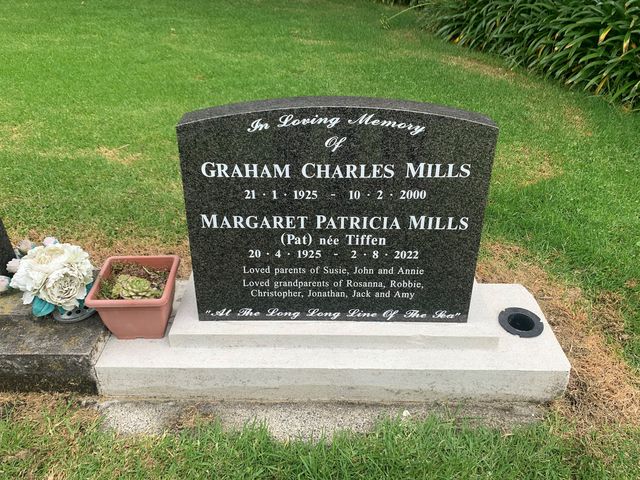 In Loving Memory
Of
GRAHAM CHARLES MILLS
21 · 1 · 1925 - 10 · 2 · 2000
MARGARET PATRICIA MILLS
(Pat) née Tiffen
20 · 4 · 1925 - 2 · 8 · 2022
Loved parents of Susie, John and Annie
Loved grandparents of Rosanna, Robbie,
Christopher, Jonathan, Jack and Amy
"At The Long Long Line Of The Sea"